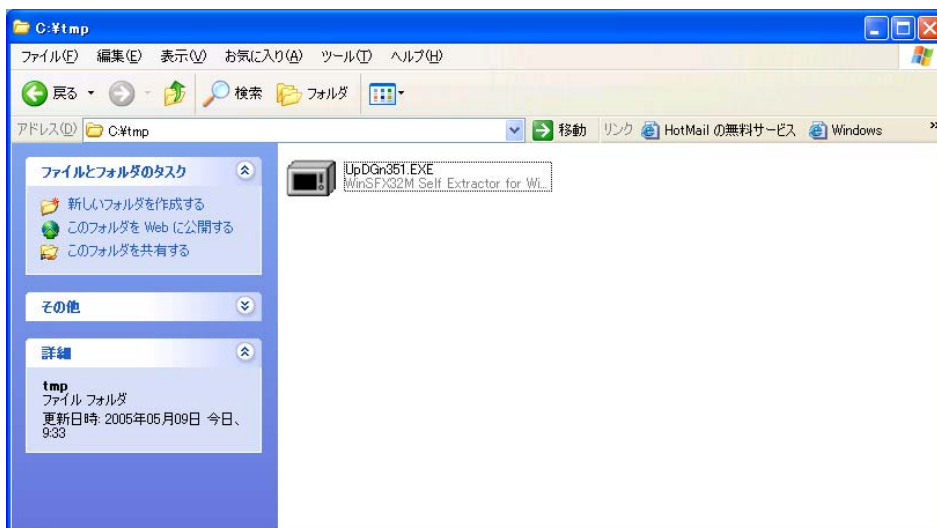 C:¥tmp
ファイル(F) 編集(E) 表示(V) お気に入り(A) ツール(T) ヘルプ(H)
戻る 検索 フォルダ
アドレス(D) C:¥tmp 移動 リンク HotMail の無料サービス Windows »
ファイルとフォルダのタスク
新しいフォルダを作成する
このフォルダを Web に公開する
このフォルダを共有する
その他
詳細
tmp
ファイル フォルダ
更新日時: 2005年05月09日 今日、
9:33
UpDGn351.EXE
WinSFX32M Self Extractor for Wi...